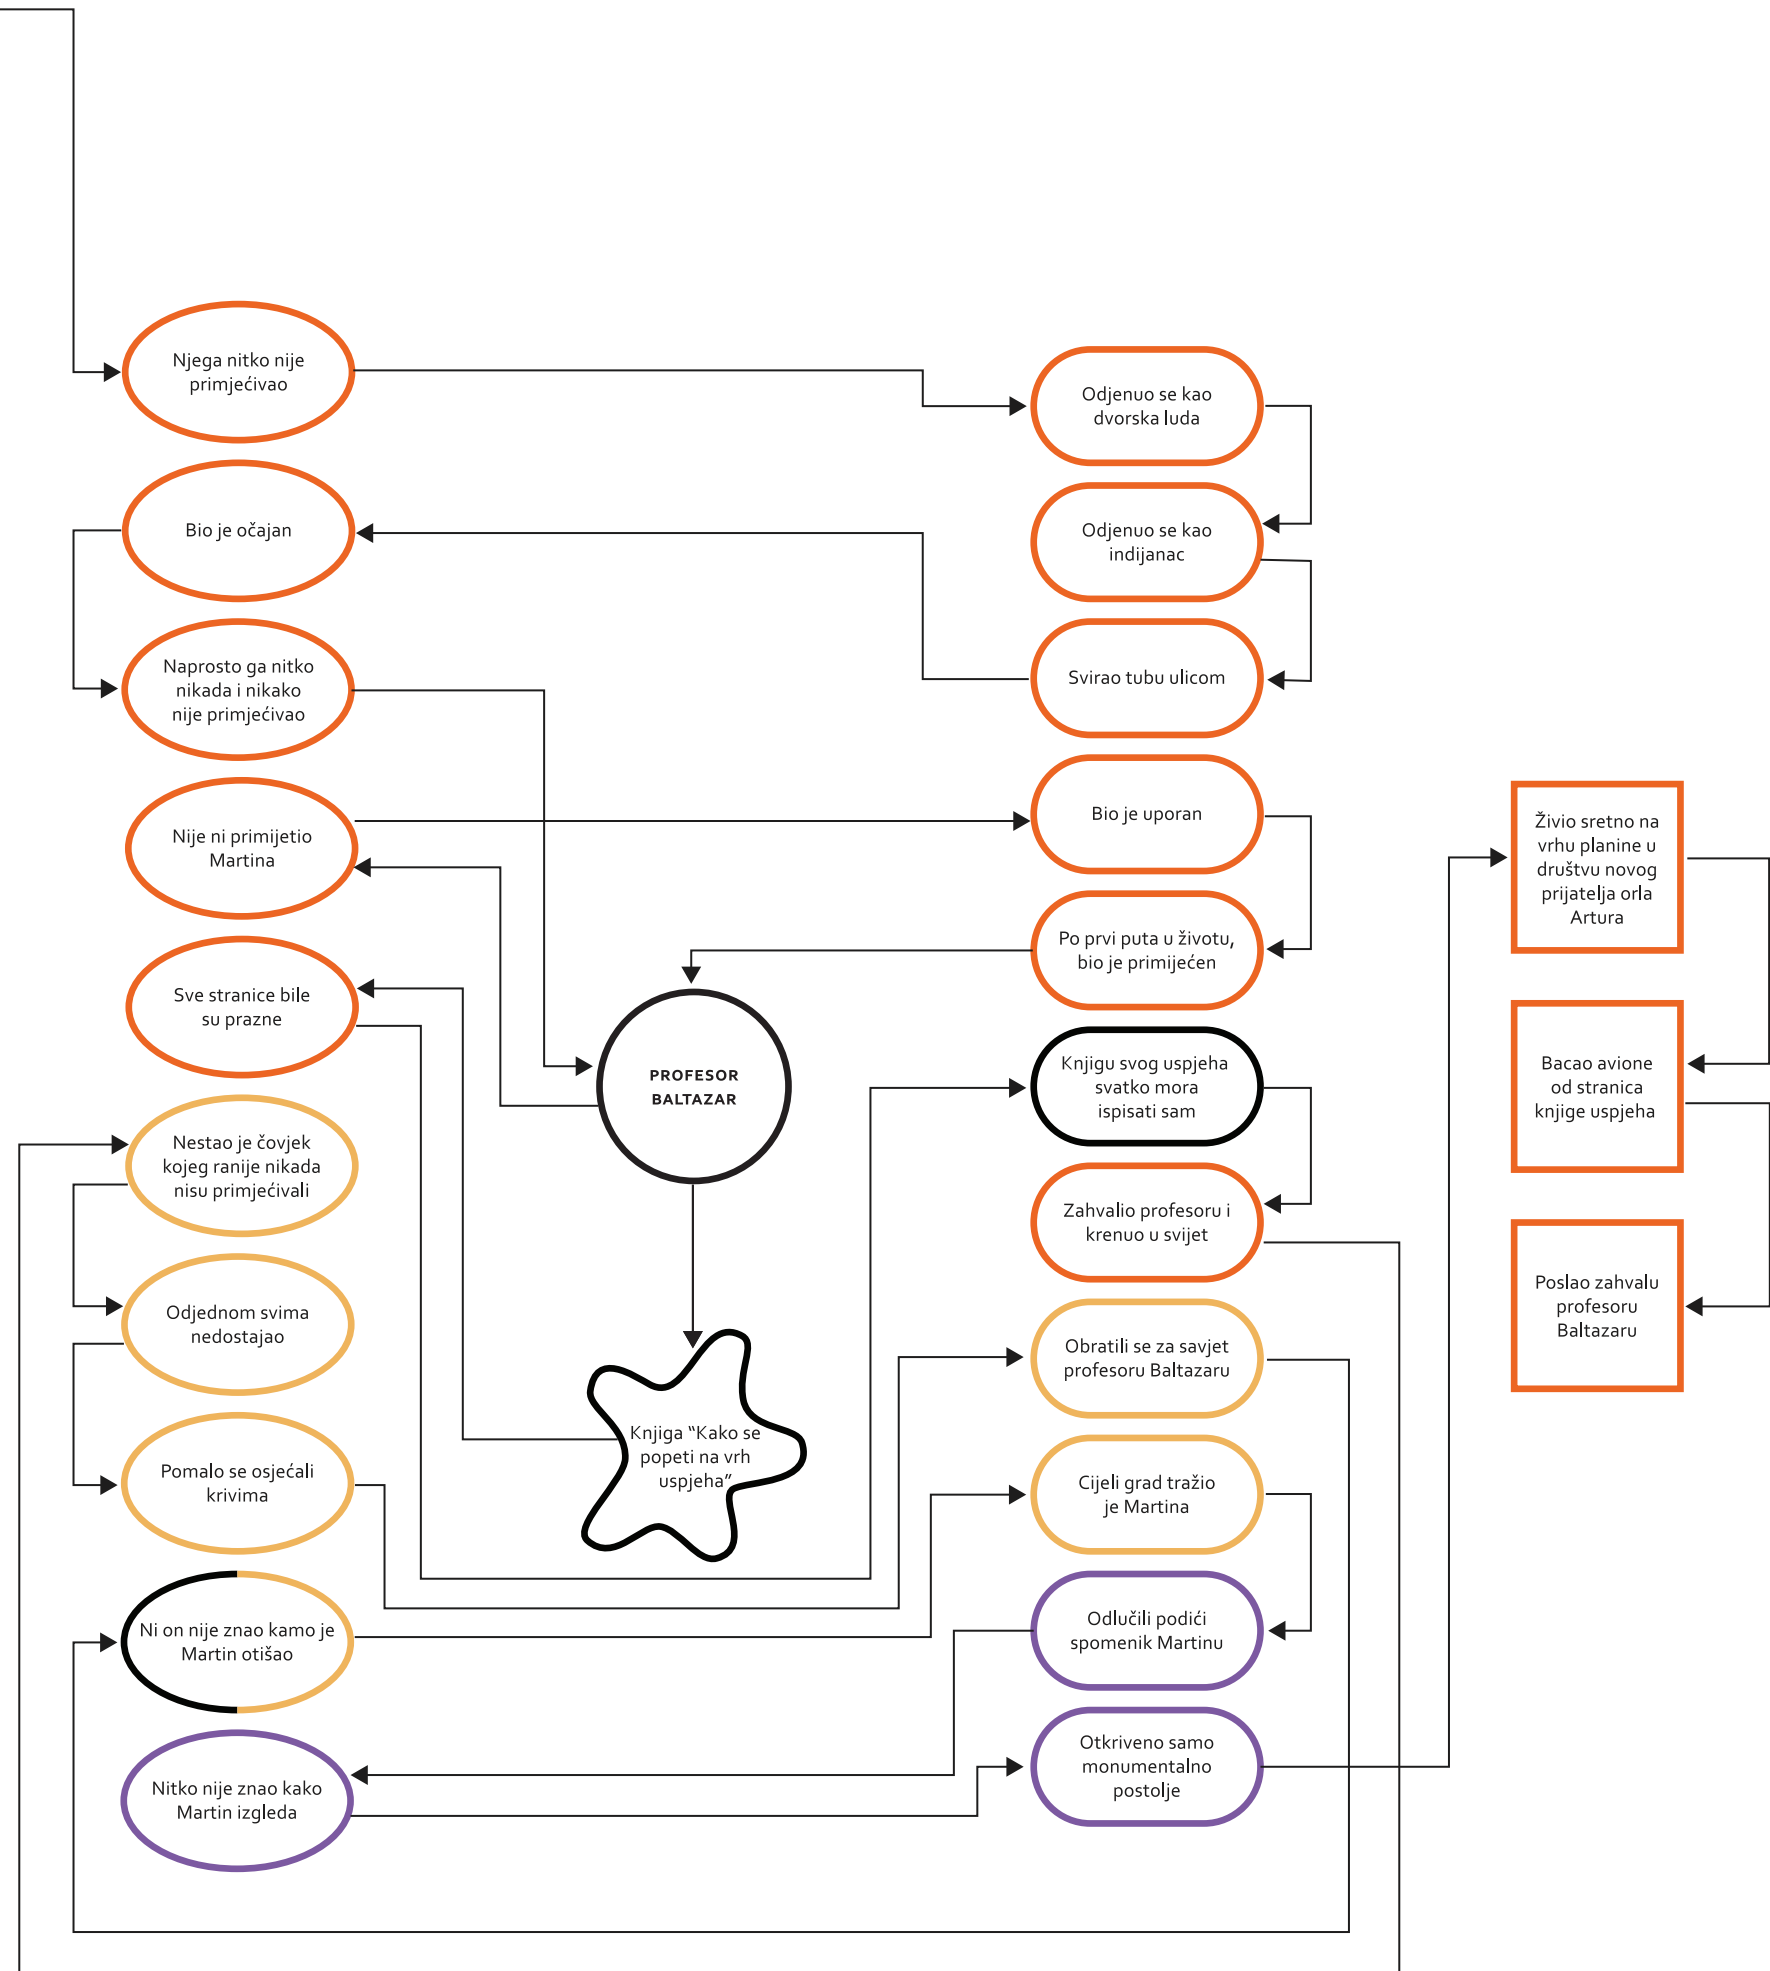 Njega nitko nije
primjećivao
Bio je očajan
Naprosto ga nitko
nikada i nikako
nije primjećivao
Nije ni primijetio
Martina
Sve stranice bile
su prazne
Nestao je čovjek
kojeg ranije nikada
nisu primjećivali
Odjednom svima
nedostajao
Pomalo se osjećali
krivima
Ni on nije znao kamo je
Martin otišao
Nitko nije znao kako
Martin izgleda
PROFESOR
BALTAZAR
Knjiga “Kako se
popeti na vrh
uspjeha”
Odjenuo se kao
dvorska luda
Odjenuo se kao
indijanac
Svirao tubu ulicom
Bio je uporan
Po prvi puta u životu,
bio je primijećen
Knjigu svog uspjeha
svatko mora
ispisati sam
Zahvalio profesoru i
krenuo u svijet
Obratili se za savjet
profesoru Baltazaru
Cijeli grad tražio
je Martina
Odlučili podići
spomenik Martinu
Otkriveno samo
monumentalno
postolje
Živio sretno na
vrhu planine u
društvu novog
prijatelja orla
Artura
Bacao avione
od stranica
knjige uspjeha
Poslao zahvalu
profesoru
Baltazaru